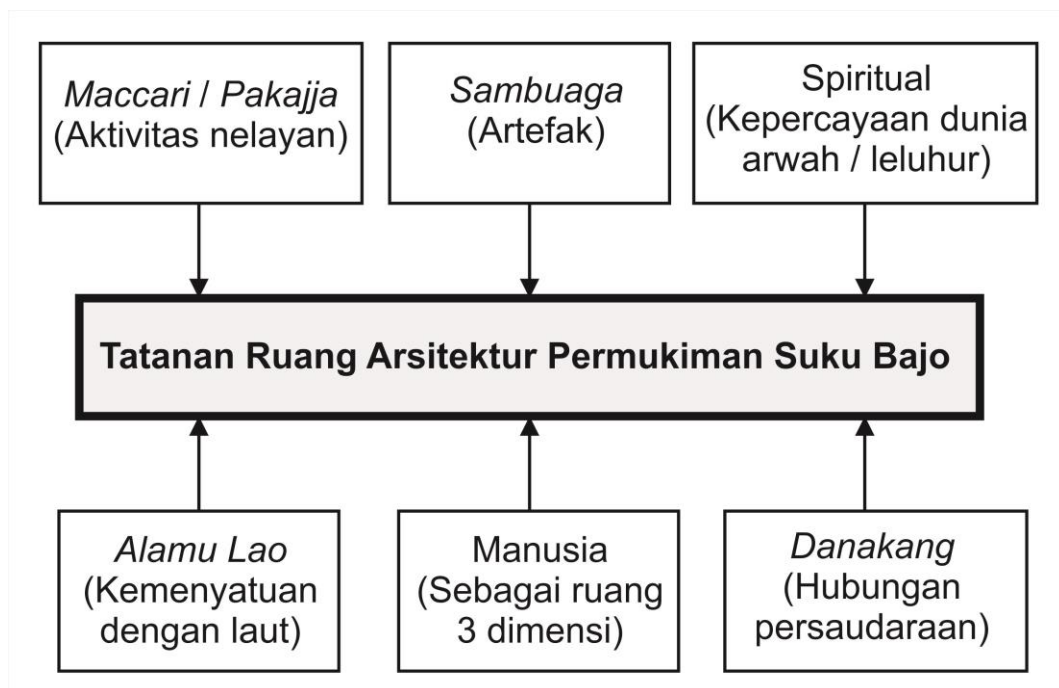 Maccari / Pakajja
(Aktivitas nelayan)
Sambuaga
(Artefak)
Spiritual
(Kepercayaan dunia
arwah / leluhur)
Tatanan Ruang Arsitektur Permukiman Suku Bajo
Alamu Lao
(Kemenyatuan
dengan laut)
Manusia
(Sebagai ruang
3 dimensi)
Danakang
(Hubungan
persaudaraan)